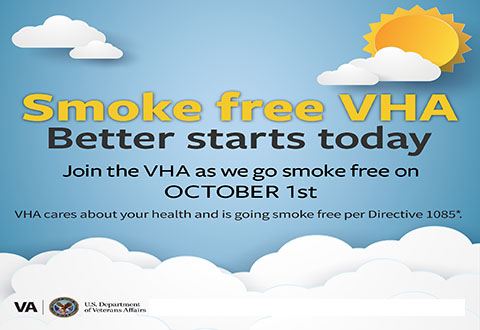 Smoke free VHA
Better starts today
Join the VHA as we go smoke free on
OCTOBER 1st
VHA cares about your health and is going smoke free per Directive 1085*.
VA
U.S. Department
of Veterans Affairs